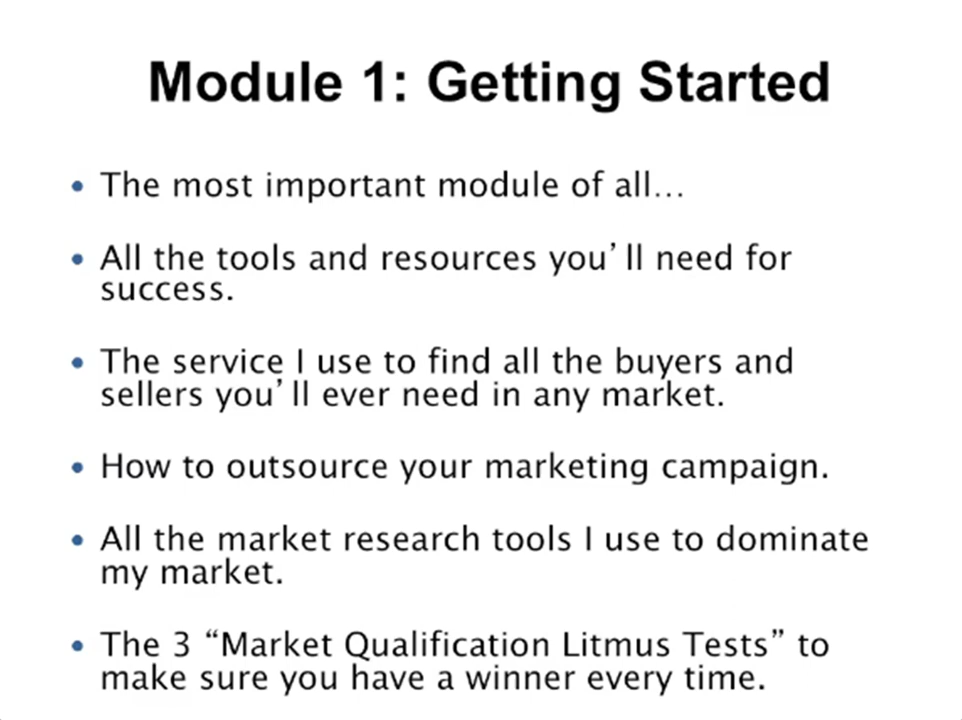 Module 1: Getting Started
• The most important module of all…
• All the tools and resources you’ll need for
success.
• The service I use to find all the buyers and
sellers you’ll ever need in any market.
• How to outsource your marketing campaign.
• All the market research tools I use to dominate
my market.
• The 3 “Market Qualification Litmus Tests” to
make sure you have a winner every time.